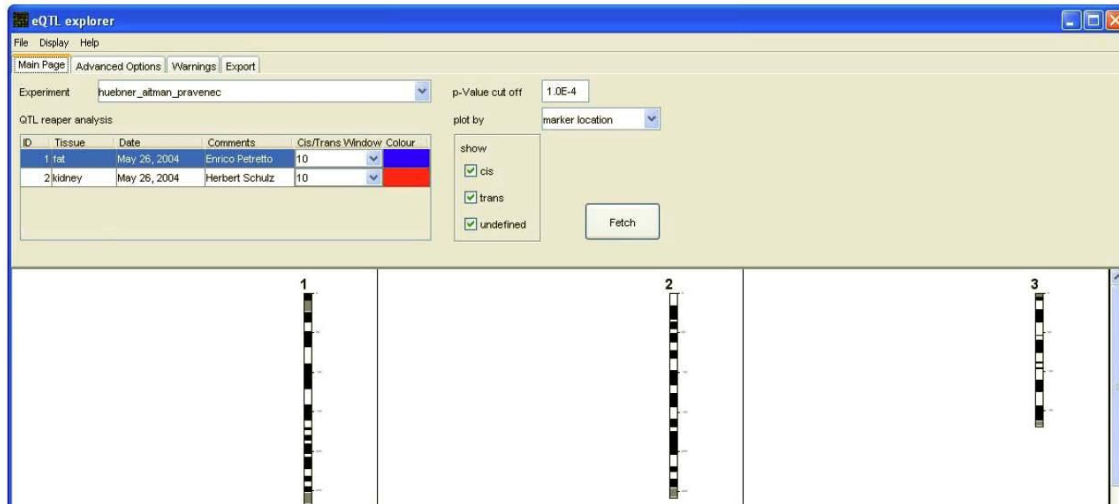 eQTL explorer
File Display Help
Main Page Advanced Options Warnings Export
Experiment huebner_aitman_pravenec p-Value cut off 1.0E-4
QTL reaper analysis plot by marker location
ID Tissue Date Comments Cis/Trans Window Colour
1 fat May 26, 2004 Enrico Petretto 10
2 kidney May 26, 2004 Herbert Schulz 10
show
cis
trans
undefined
Fetch
1 2 3